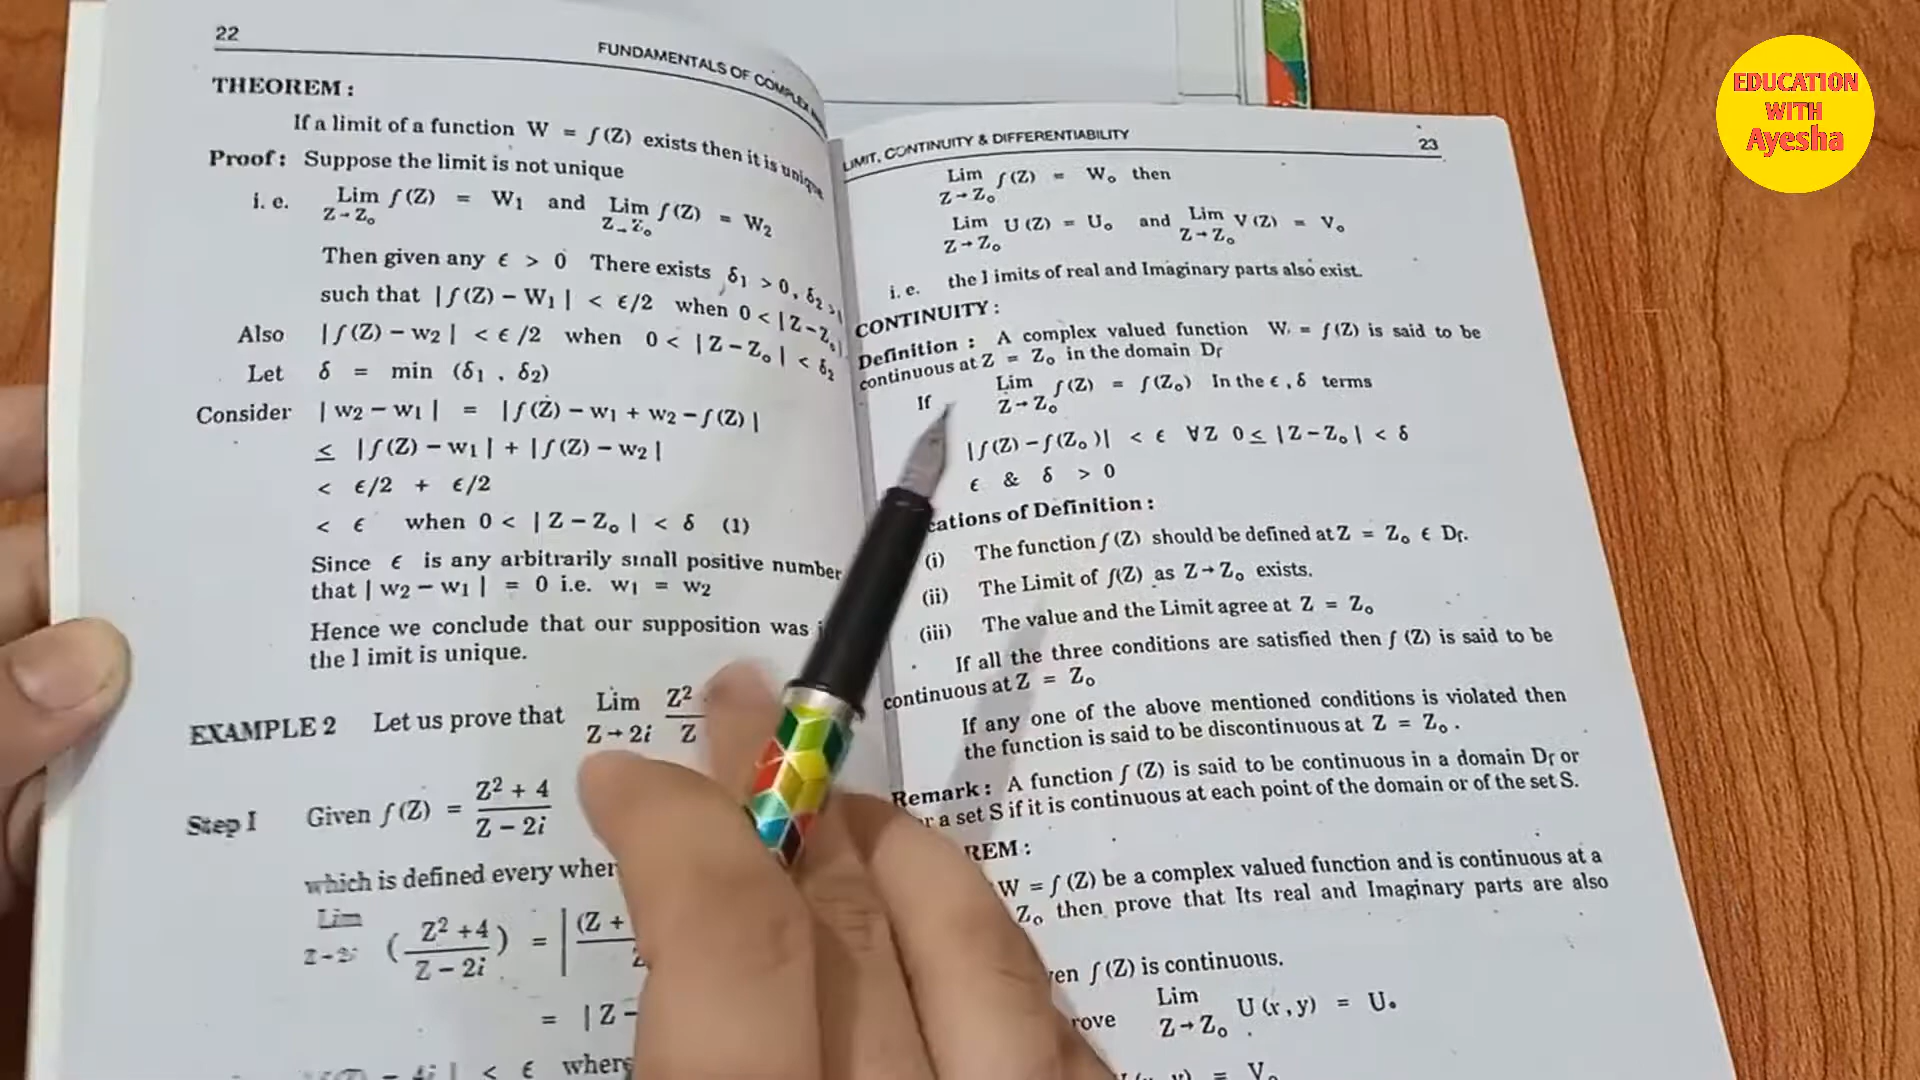 22
FUNDAMENTALS OF COMPLEX
THEOREM :
If a limit of a function W = f(Z) exists then it is unique
Proof : Suppose the limit is not unique
i. e. Lim f(Z) = W₁ and Lim f(Z) = W₂
Z→Z₀ Z→Z₀
Then given any ϵ > 0 There exists δ₁ > 0, δ₂ >
such that |f(Z) – W₁| < ϵ/2 when 0 < |Z – Z₀|
Also |f(Z) – w₂| < ϵ/2 when 0 < |Z – Z₀| < δ₂
Let δ = min (δ₁ , δ₂)
Consider |w₂ – w₁| = |f(Z) – w₁ + w₂ – f(Z)|
≤ |f(Z) – w₁| + |f(Z) – w₂|
< ϵ/2 + ϵ/2
< ϵ when 0 < |Z – Z₀| < δ (1)
Since ϵ is any arbitrarily small positive number
that |w₂ – w₁| = 0 i.e. w₁ = w₂
Hence we conclude that our supposition was
the l imit is unique.
EXAMPLE 2 Let us prove that Lim Z²
Z→2i Z
Step I Given f(Z) = Z² + 4
Z – 2i
which is defined every wher
Lim
Z→2i (Z² +4 / Z – 2i) = |(Z +
= |Z –
< ϵ where
LIMIT, CONTINUITY & DIFFERENTIABILITY
23
Lim f(Z) = W₀ then
Z→Z₀
Lim U (Z) = U₀ and Lim V (Z) = V₀
Z→Z₀ Z→Z₀
i. e. the l imits of real and Imaginary parts also exist.
CONTINUITY :
Definition : A complex valued function W = f(Z) is said to be
continuous at Z = Z₀ in the domain Df
If Lim f(Z) = f(Z₀) In the ϵ , δ terms
Z→Z₀
|f(Z) – f(Z₀)| < ϵ ∀Z 0 ≤ |Z – Z₀| < δ
ϵ & δ > 0
cations of Definition :
(i) The function f(Z) should be defined at Z = Z₀ ϵ Df.
(ii) The Limit of f(Z) as Z→Z₀ exists.
(iii) The value and the Limit agree at Z = Z₀
If all the three conditions are satisfied then f (Z) is said to be
continuous at Z = Z₀
If any one of the above mentioned conditions is violated then
the function is said to be discontinuous at Z = Z₀ .
Remark : A function f (Z) is said to be continuous in a domain Df or
r a set S if it is continuous at each point of the domain or of the set S.
REM :
W = f(Z) be a complex valued function and is continuous at a
Z₀ then prove that Its real and Imaginary parts are also
en f(Z) is continuous.
rove Lim U (x , y) = U₀
Z→Z₀
= V₀
EDUCATION
WITH
Ayesha